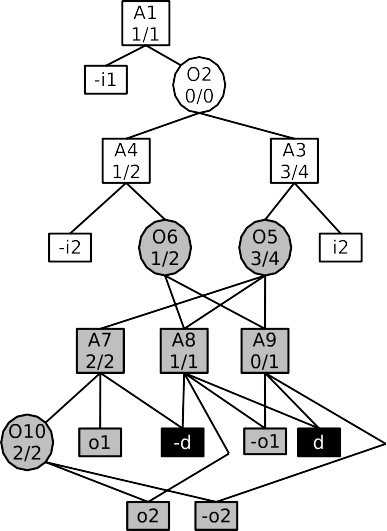 A1
1/1
-i1
O2
0/0
A4
1/2
A3
3/4
-i2
O6
1/2
O5
3/4
i2
A7
2/2
A8
1/1
A9
0/1
O10
2/2
o1
-d
-o1
d
o2
-o2